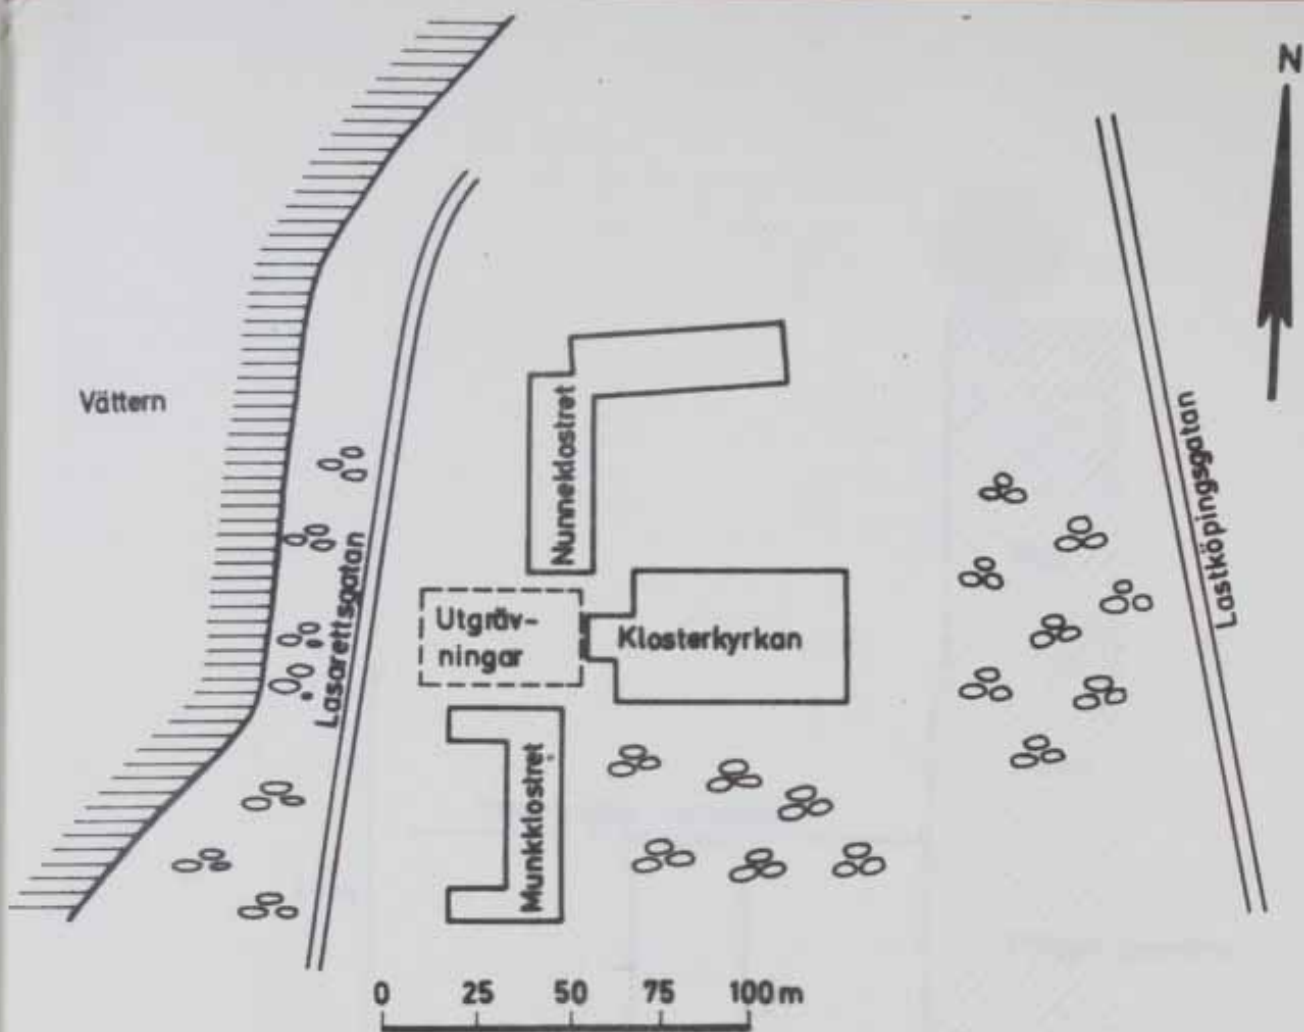 N
Vättern
Nunneklostret
Lastköpingsgatan
Lasarettsgatan
Utgräv-
ningar
Klosterkyrkan
Munkklostret
0 25 50 75 100 m